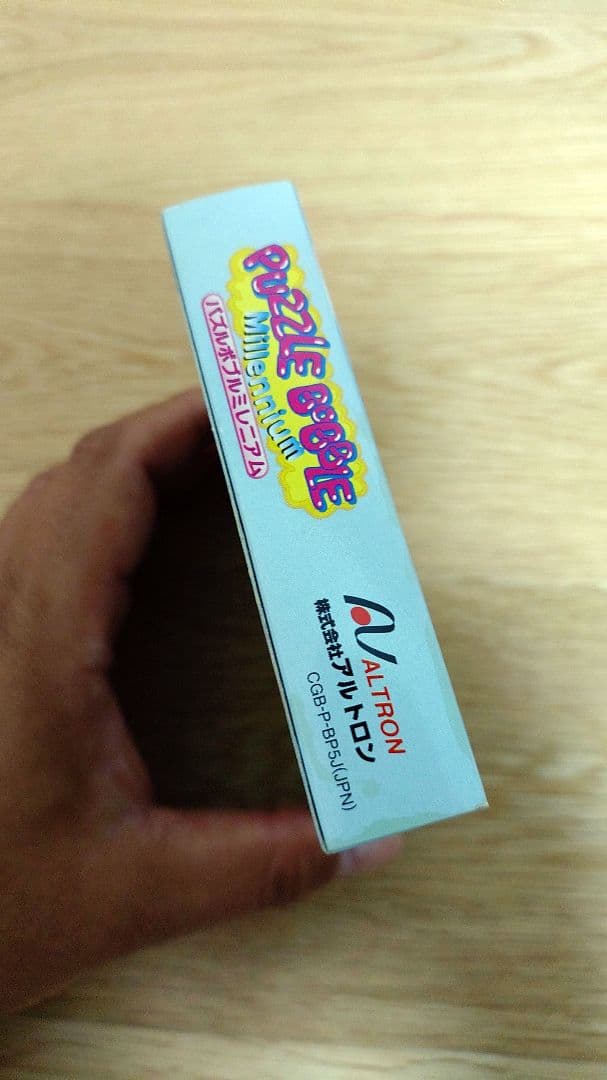 PUZZLE BOBBLE
Millennium
パズルボブルミレニアム
ALTRON
株式会社アルトロン
CGB-P-BP5J(JPN)